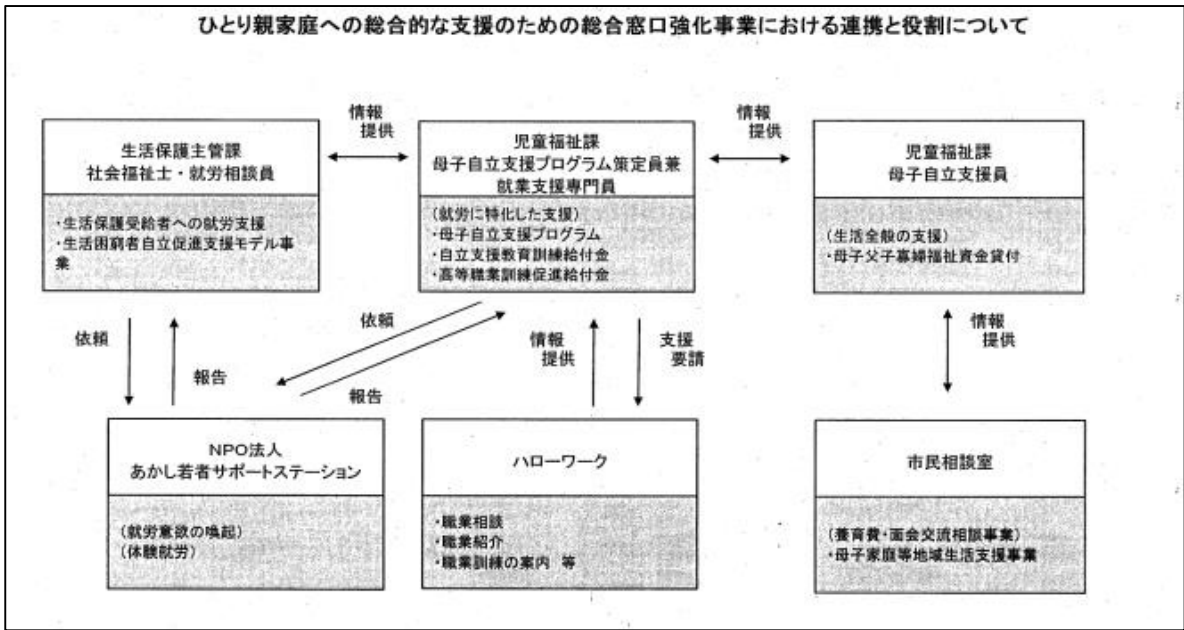 ひとり親家庭への総合的な支援のための総合窓口強化事業における連携と役割について
情報
提供
情報
提供
生活保護主管課
社会福祉士・就労相談員
・生活保護受給者への就労支援
・生活困窮者自立促進支援モデル事
業
児童福祉課
母子自立支援プログラム策定員兼
就業支援専門員
(就労に特化した支援)
・母子自立支援プログラム
・自立支援教育訓練給付金
・高等職業訓練促進給付金
児童福祉課
母子自立支援員
(生活全般の支援)
・母子父子寡婦福祉資金貸付
依頼
報告
依頼
報告
情報
提供
支援
要請
情報
提供
NPO法人
あかし若者サポートステーション
(就労意欲の喚起)
(体験就労)
ハローワーク
・職業相談
・職業紹介
・職業訓練の案内 等
市民相談室
(養育費・面会交流相談事業)
・母子家庭等地域生活支援事業